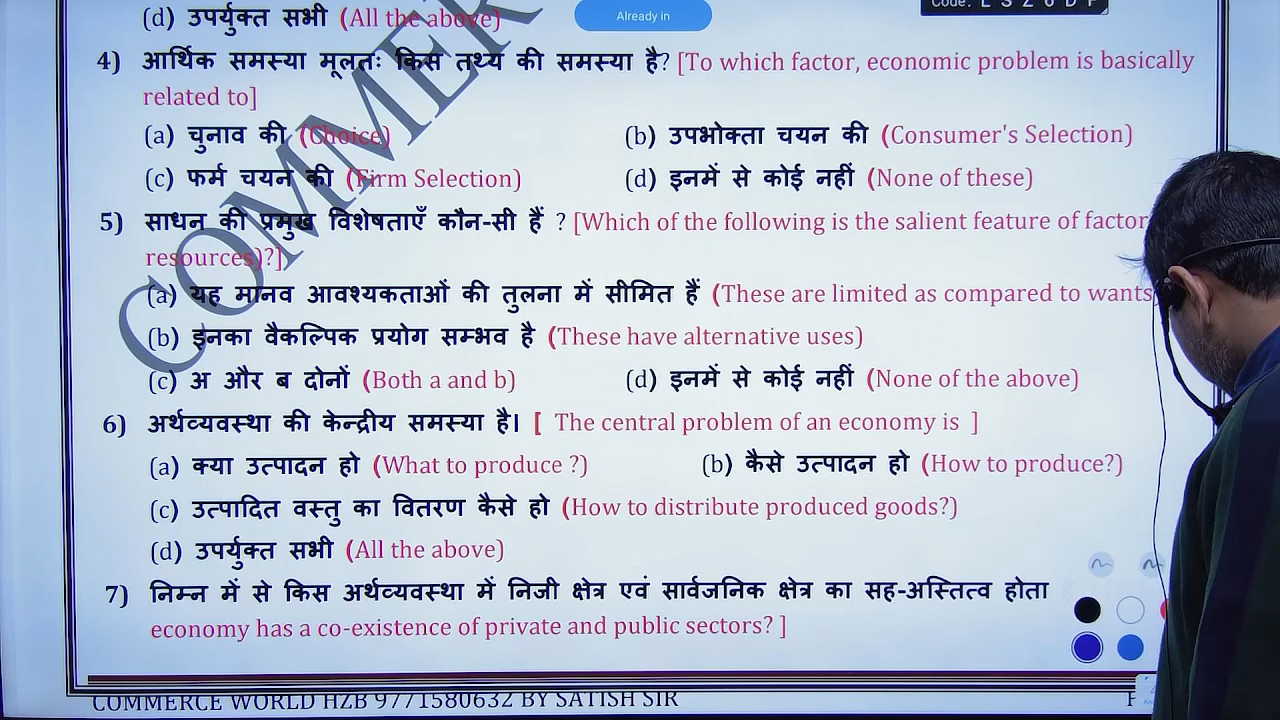 (d) उपर्युक्त सभी (All the above)
Already in
4) आर्थिक समस्या मूलतः किस तथ्य की समस्या है? [To which factor, economic problem is basically
related to]
(a) चुनाव की (Choice) (b) उपभोक्ता चयन की (Consumer's Selection)
(c) फर्म चयन की (Firm Selection) (d) इनमें से कोई नहीं (None of these)
5) साधन की प्रमुख विशेषताएँ कौन-सी हैं ? [Which of the following is the salient feature of factor
resources)?]
(a) यह मानव आवश्यकताओं की तुलना में सीमित हैं (These are limited as compared to wants
(b) इनका वैकल्पिक प्रयोग सम्भव है (These have alternative uses)
(c) अ और ब दोनों (Both a and b) (d) इनमें से कोई नहीं (None of the above)
6) अर्थव्यवस्था की केन्द्रीय समस्या है। [ The central problem of an economy is ]
(a) क्या उत्पादन हो (What to produce ?) (b) कैसे उत्पादन हो (How to produce?)
(c) उत्पादित वस्तु का वितरण कैसे हो (How to distribute produced goods?)
(d) उपर्युक्त सभी (All the above)
7) निम्न में से किस अर्थव्यवस्था में निजी क्षेत्र एवं सार्वजनिक क्षेत्र का सह-अस्तित्व होता
economy has a co-existence of private and public sectors? ]
COMMERCE WORLD HZB 9771580632 BY SATISH SIR